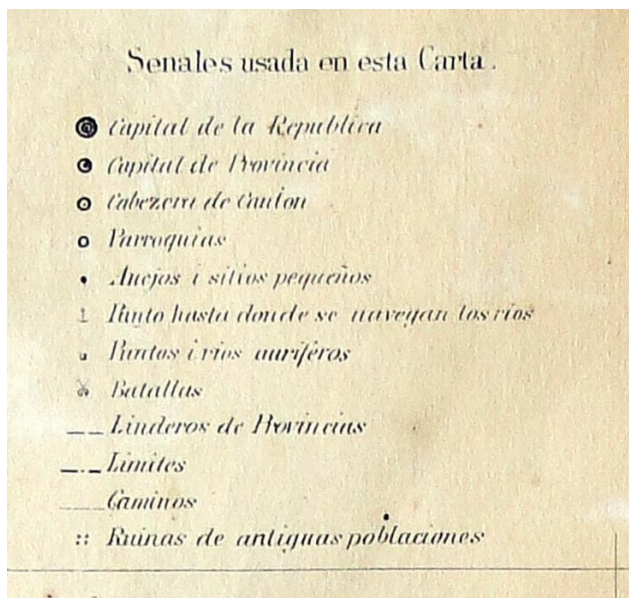 Senales usada en esta Carta.
Capital de la Republica
Capital de Provincia
Cabezera de Canton
Parroquias
Anejos i sitios pequeños
Punto hasta donde se navegan los rios
Puntos i rios auriferos
Batallas
Linderos de Provincias
Limites
Caminos
Ruinas de antiguas poblaciones